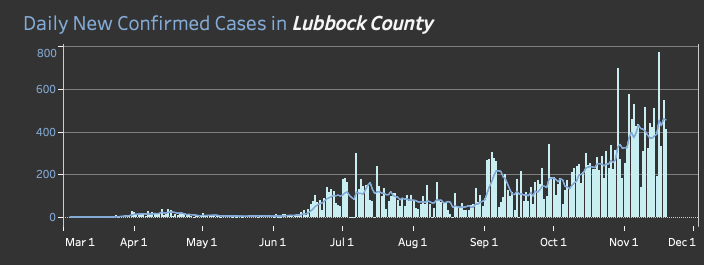 Daily New Confirmed Cases in Lubbock County
800
600
400
200
0
Mar 1 Apr 1 May 1 Jun 1 Jul 1 Aug 1 Sep 1 Oct 1 Nov 1 Dec 1